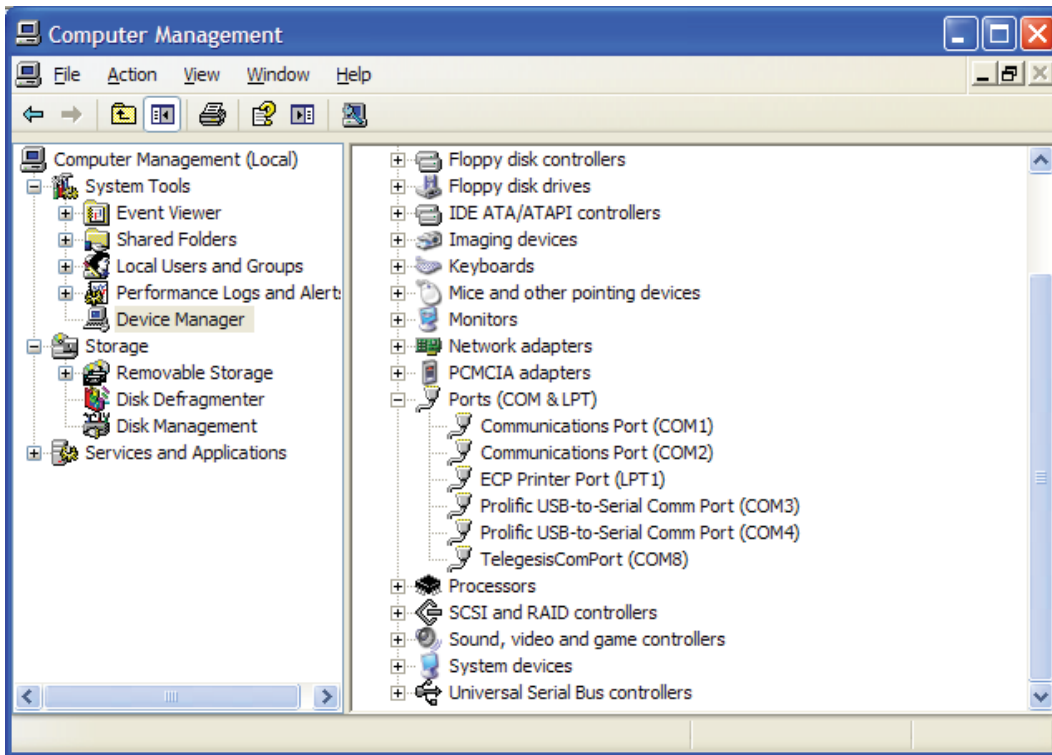 Computer Management
File Action View Window Help
Computer Management (Local)
System Tools
Event Viewer
Shared Folders
Local Users and Groups
Performance Logs and Alert
Device Manager
Storage
Removable Storage
Disk Defragmenter
Disk Management
Services and Applications
Floppy disk controllers
Floppy disk drives
IDE ATA/ATAPI controllers
Imaging devices
Keyboards
Mice and other pointing devices
Monitors
Network adapters
PCMCIA adapters
Ports (COM & LPT)
Communications Port (COM1)
Communications Port (COM2)
ECP Printer Port (LPT1)
Prolific USB-to-Serial Comm Port (COM3)
Prolific USB-to-Serial Comm Port (COM4)
TelegesisComPort (COM8)
Processors
SCSI and RAID controllers
Sound, video and game controllers
System devices
Universal Serial Bus controllers